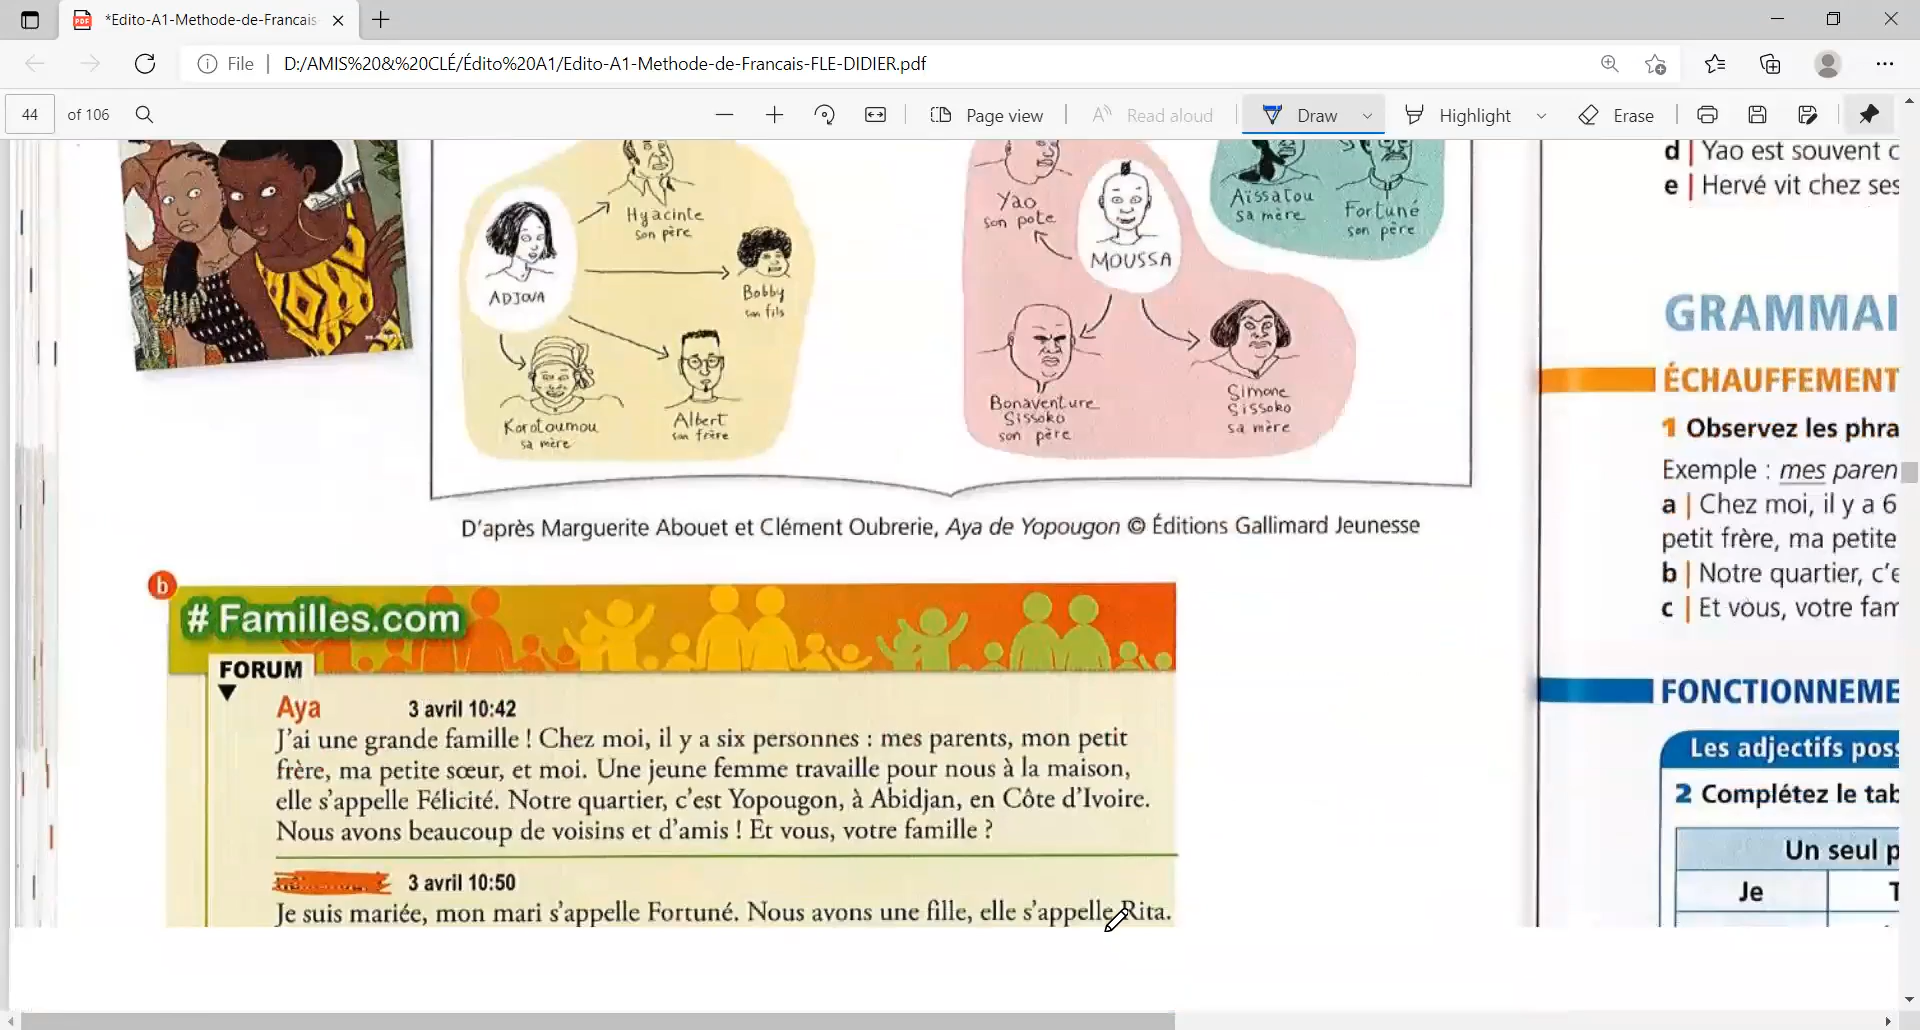 *Edito-A1-Methode-de-Francais
File
D:/AMIS%20&%20CLÉ/Édito%20A1/Edito-A1-Methode-de-Francais-FLE-DIDIER.pdf
44 of 106
Page view
Read aloud
Draw
Highlight
Erase
Hyacinte
son père
ADJOUA
Bobby
son fils
Korotoumou
sa mère
Albert
son frère
Yao
son pote
MOUSSA
Aïssatou
sa mère
Fortuné
son père
Bonaventure
Sissoko
son père
Simone
Sissoko
sa mère
D'après Marguerite Abouet et Clément Oubrerie, Aya de Yopougon © Éditions Gallimard Jeunesse
b
# Familles.com
FORUM
Aya 3 avril 10:42
J'ai une grande famille ! Chez moi, il y a six personnes : mes parents, mon petit
frère, ma petite sœur, et moi. Une jeune femme travaille pour nous à la maison,
elle s'appelle Félicité. Notre quartier, c'est Yopougon, à Abidjan, en Côte d'Ivoire.
Nous avons beaucoup de voisins et d'amis ! Et vous, votre famille ?
3 avril 10:50
Je suis mariée, mon mari s'appelle Fortuné. Nous avons une fille, elle s'appelle Rita.
d | Yao est souvent c
e | Hervé vit chez ses
GRAMMAI
ÉCHAUFFEMENT
1 Observez les phra
Exemple : mes paren
a | Chez moi, il y a 6
petit frère, ma petite
b | Notre quartier, c'e
c | Et vous, votre fam
FONCTIONNEME
Les adjectifs poss
2 Complétez le tab
Un seul p
Je
T